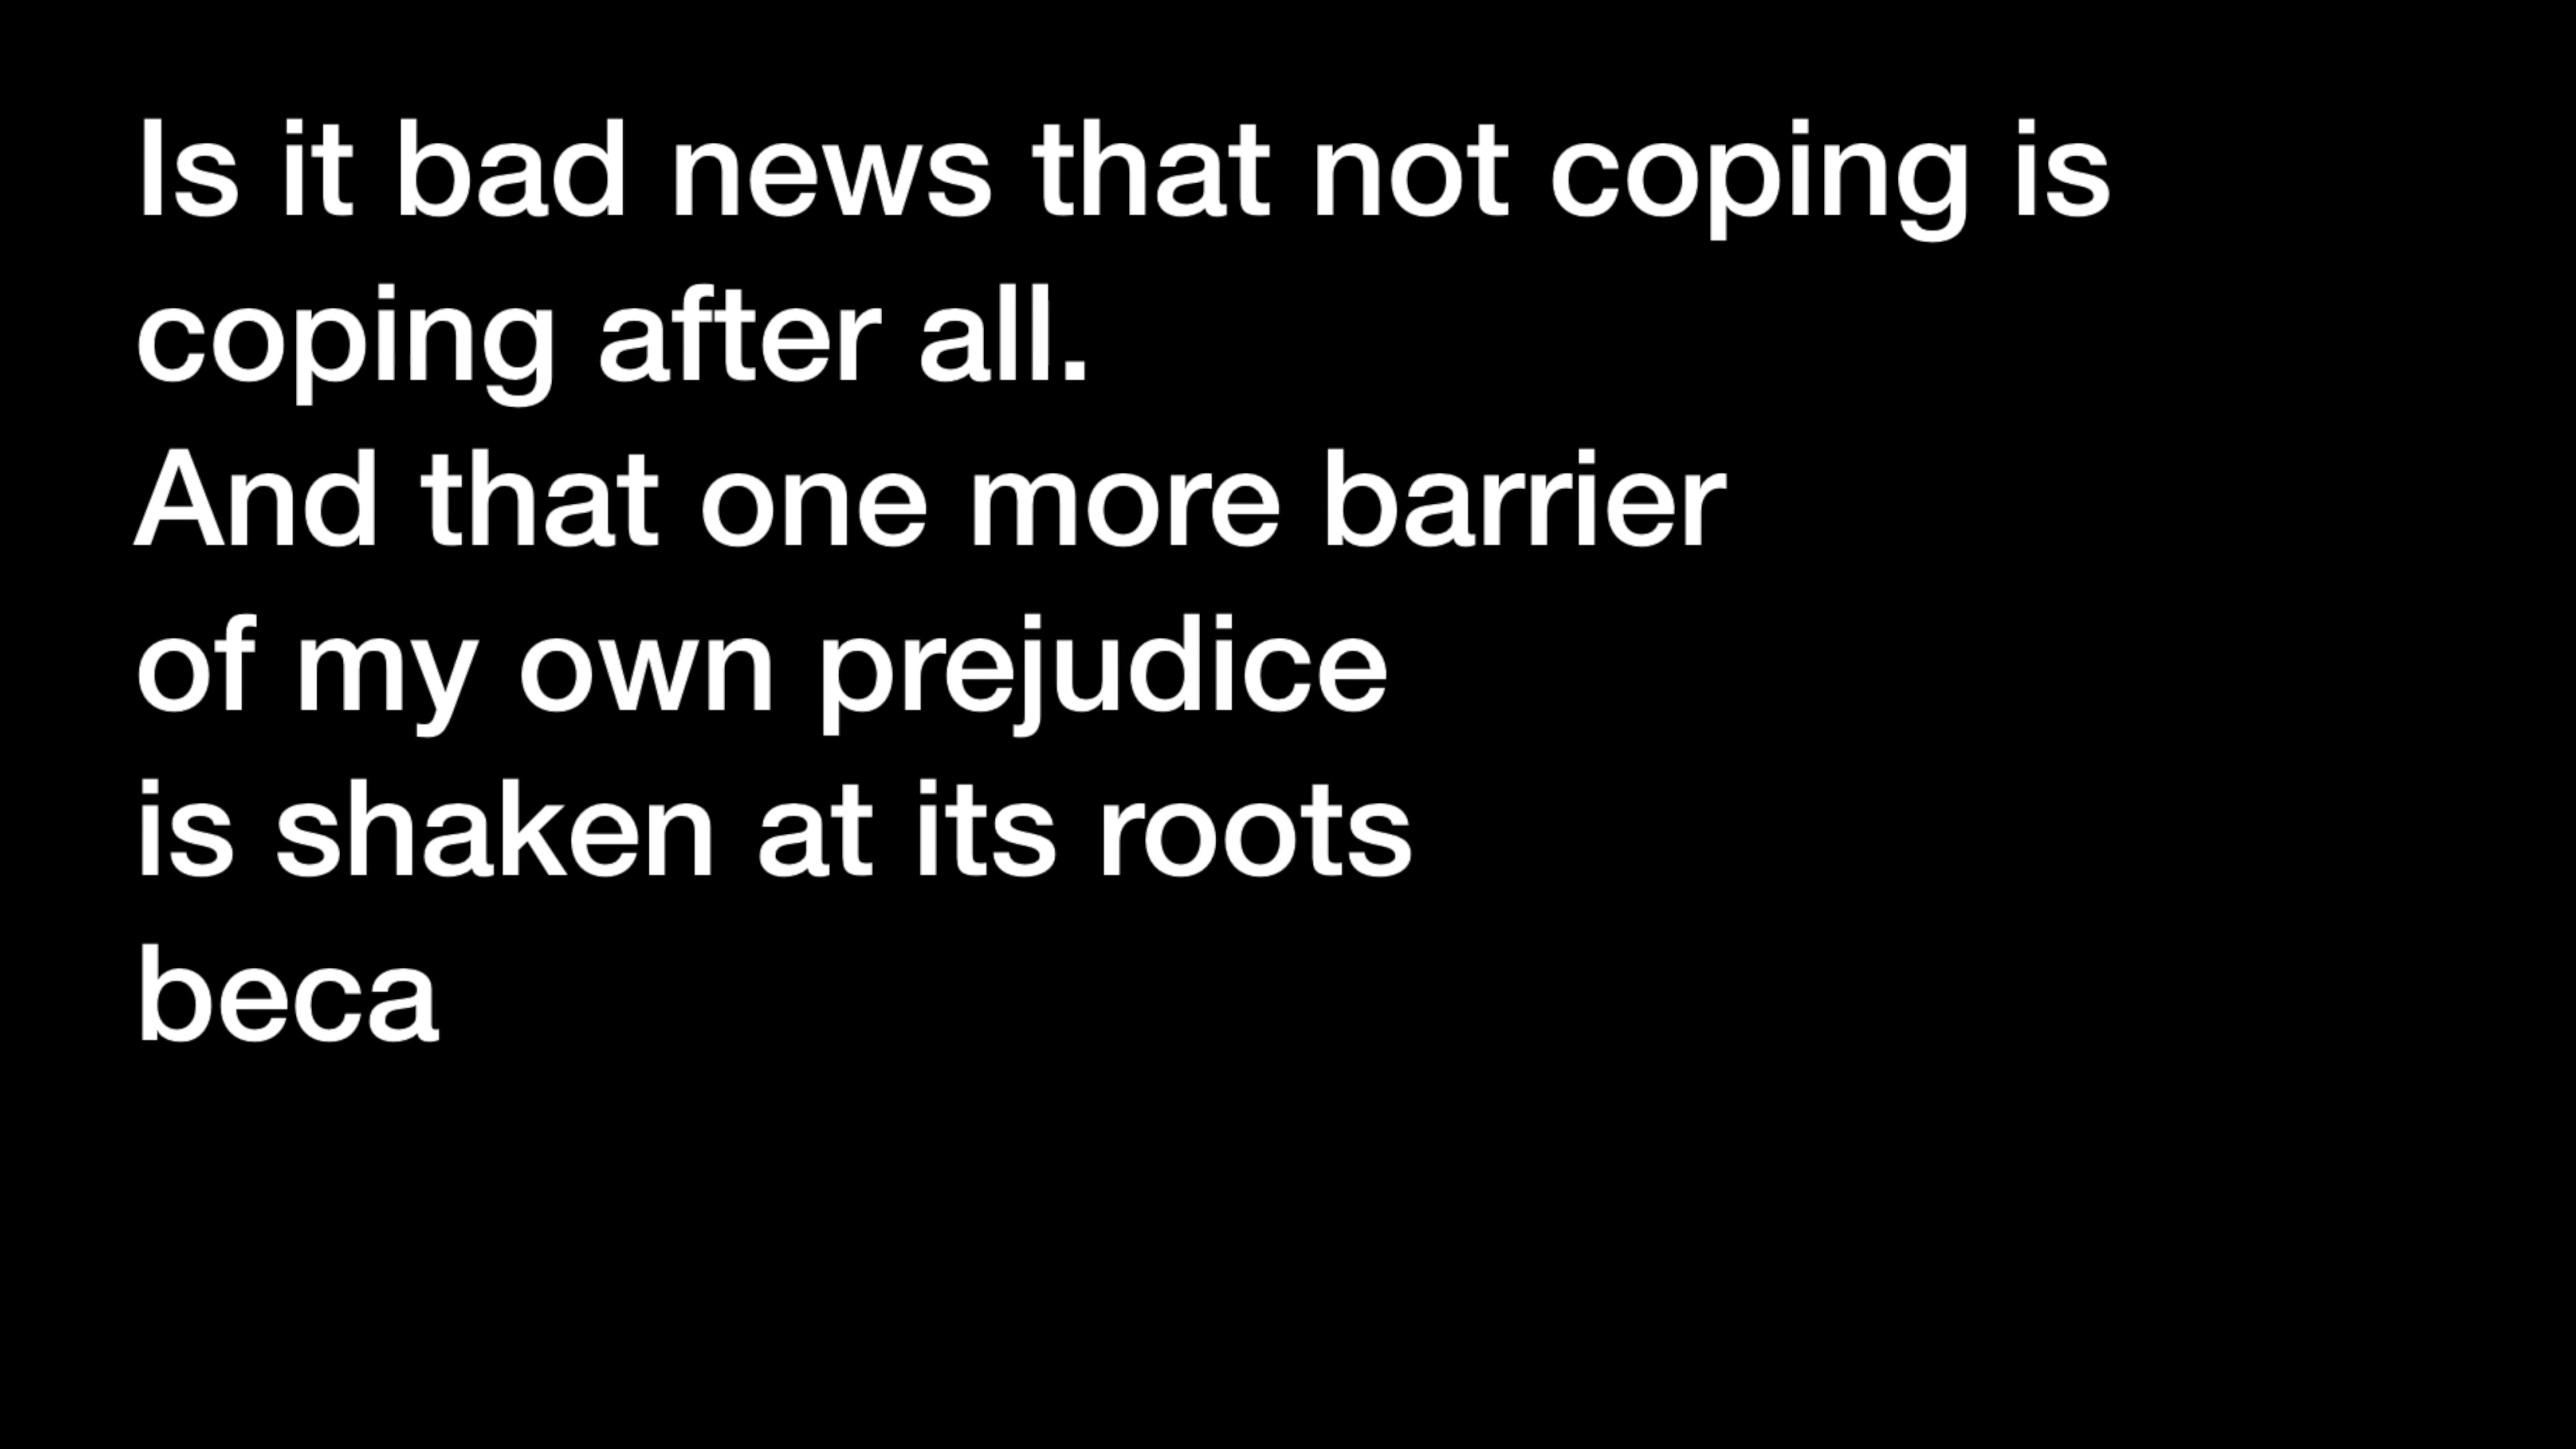 Is it bad news that not coping is
coping after all.
And that one more barrier
of my own prejudice
is shaken at its roots
beca